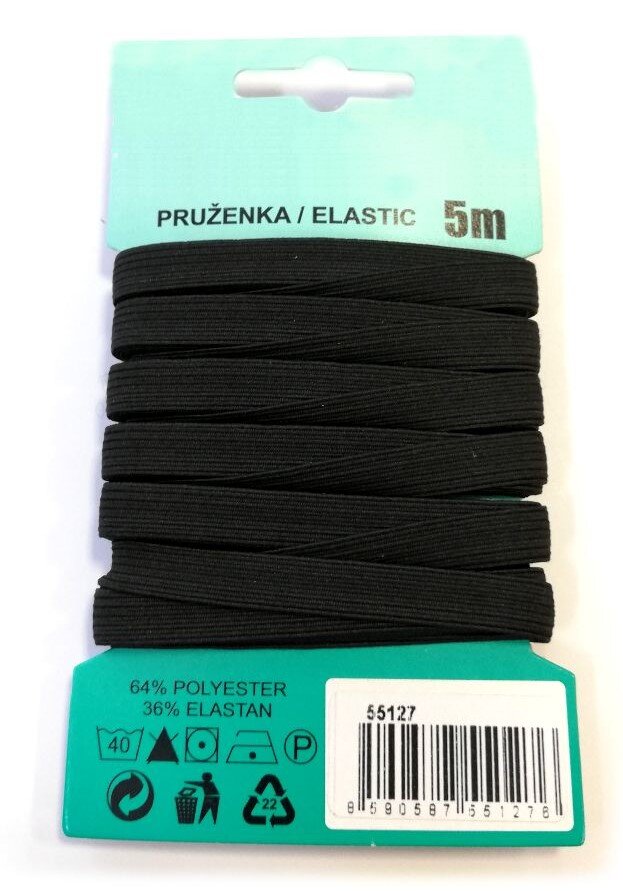 PRUŽENKA / ELASTIC 5m
64% POLYESTER
36% ELASTAN
40 P
22
55127
8 590587 551276